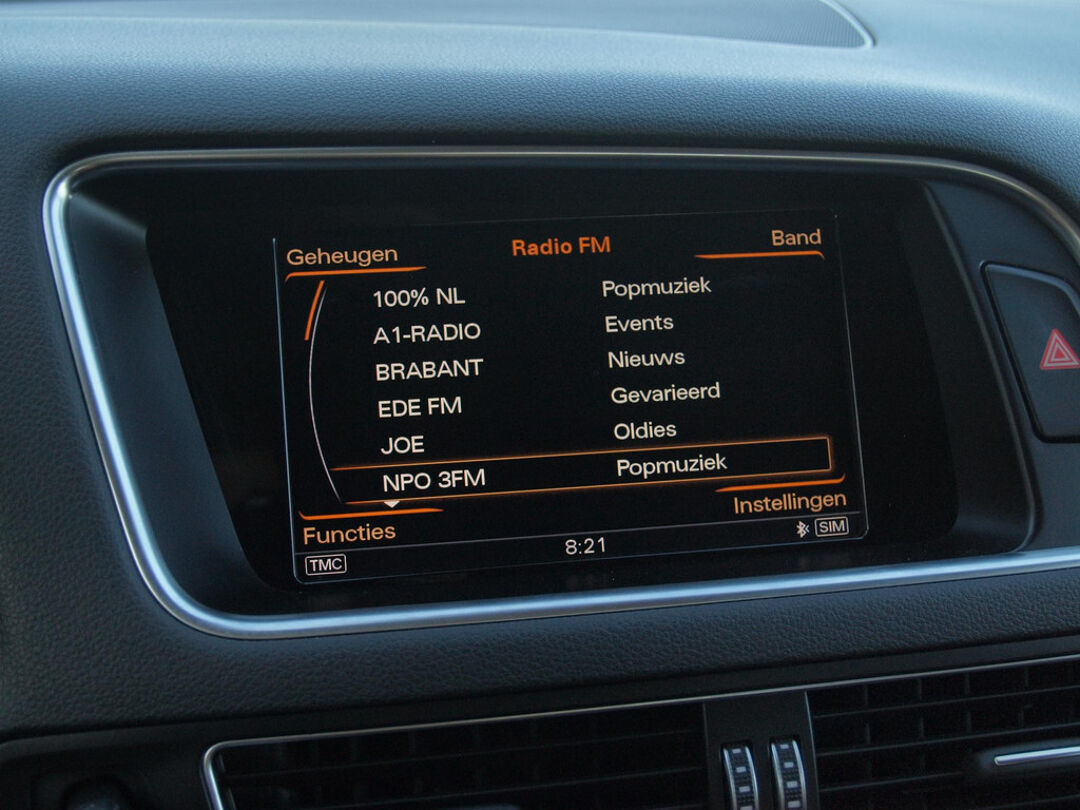 Geheugen Radio FM Band
100% NL Popmuziek
A1-RADIO Events
BRABANT Nieuws
EDE FM Gevarieerd
JOE Oldies
NPO 3FM Popmuziek
Functies Instellingen
TMC 8:21 SIM